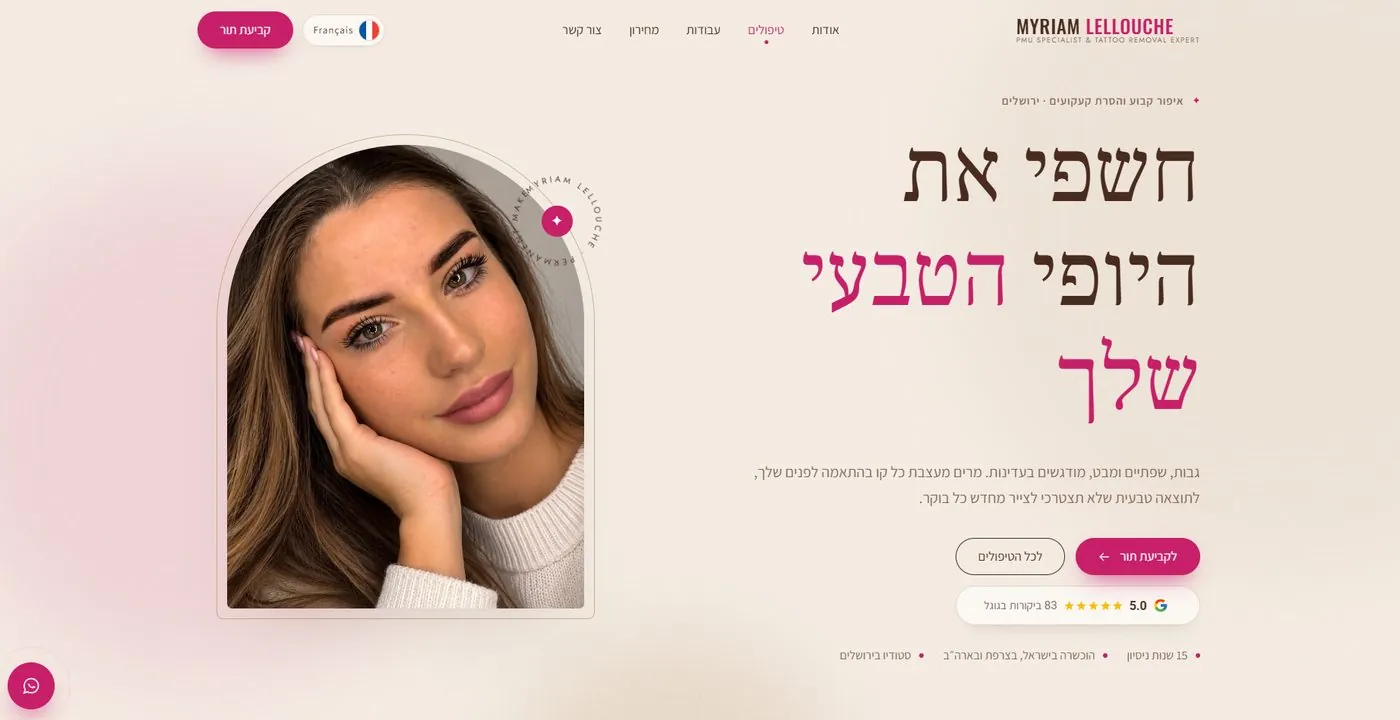 MYRIAM LELLOUCHE
PMU SPECIALIST & TATTOO REMOVAL EXPERT
אודות
טיפולים
עבודות
מחירון
צור קשר
Français
קביעת תור
איפור קבוע והסרת קעקועים · ירושלים
חשפי את
היופי הטבעי
שלך
גבות, שפתיים ומבט, מודגשים בעדינות. מרים מעצבת כל קו בהתאמה לפנים שלך,
לתוצאה טבעית שלא תצטרכי לצייר מחדש כל בוקר.
לקביעת תור ←
לכל הטיפולים
5.0 ★★★★★ 83 ביקורות בגוגל
15 שנות ניסיון
הוכשרה בישראל, בצרפת ובארה״ב
סטודיו בירושלים
MYRIAM LELLOUCHE · PERMANENT MAKE